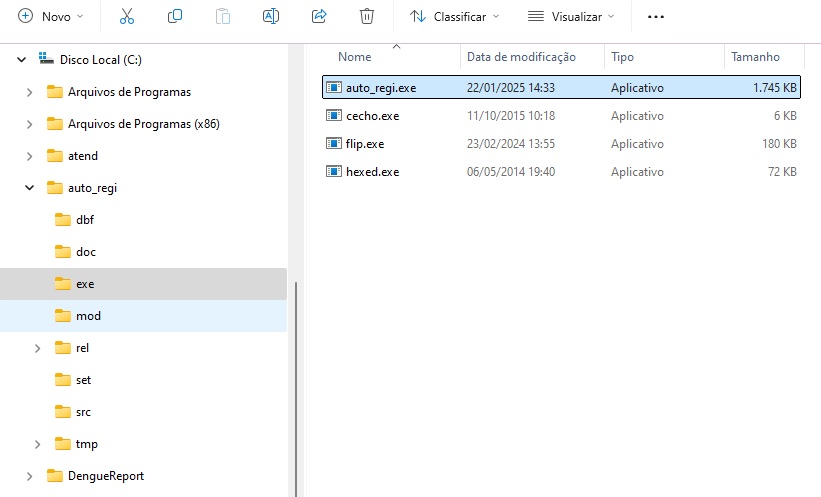 Novo Classificar Visualizar
Disco Local (C:)
Arquivos de Programas
Arquivos de Programas (x86)
atend
auto_regi
dbf
doc
exe
mod
rel
set
src
tmp
DengueReport
Nome Data de modificação Tipo Tamanho
auto_regi.exe 22/01/2025 14:33 Aplicativo 1.745 KB
cecho.exe 11/10/2015 10:18 Aplicativo 6 KB
flip.exe 23/02/2024 13:55 Aplicativo 180 KB
hexed.exe 06/05/2014 19:40 Aplicativo 72 KB